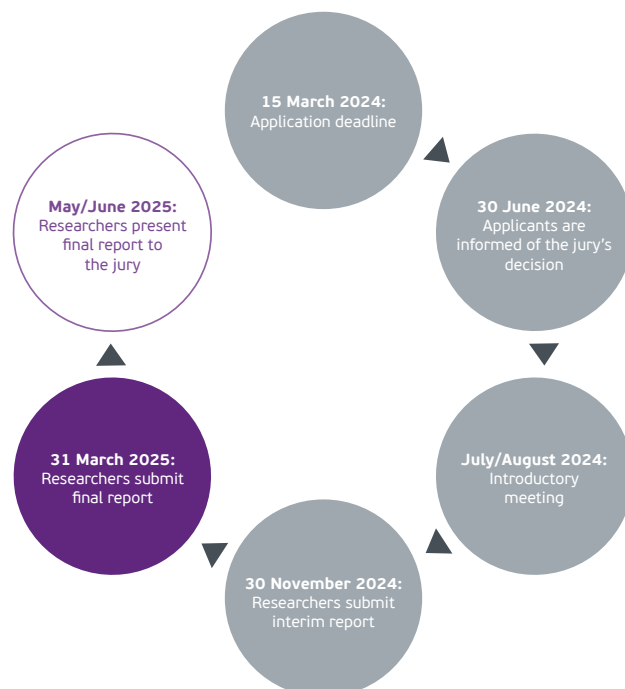 15 March 2024:
Application deadline
30 June 2024:
Applicants are
informed of the jury's
decision
July/August 2024:
Introductory
meeting
30 November 2024:
Researchers submit
interim report
31 March 2025:
Researchers submit
final report
May/June 2025:
Researchers present
final report to
the jury